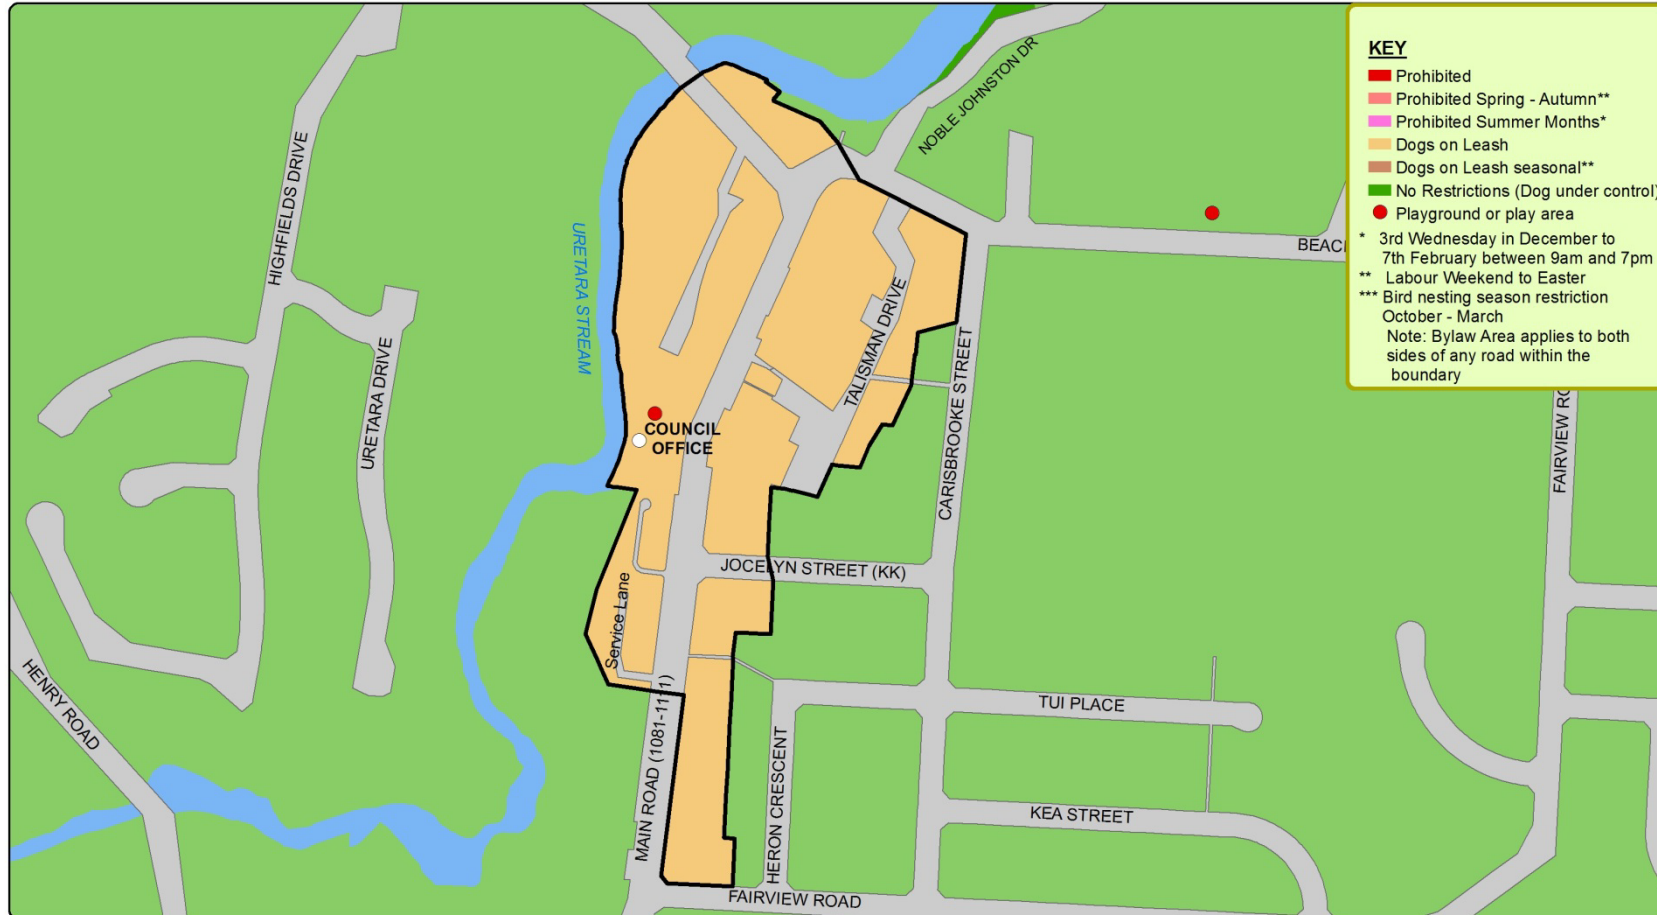 KEY
Prohibited
Prohibited Spring - Autumn**
Prohibited Summer Months*
Dogs on Leash
Dogs on Leash seasonal**
No Restrictions (Dog under control)
Playground or play area
* 3rd Wednesday in December to
7th February between 9am and 7pm
** Labour Weekend to Easter
*** Bird nesting season restriction
October - March
Note: Bylaw Area applies to both
sides of any road within the
boundary
NOBLE JOHNSTON DR
HIGHFIELDS DRIVE
URETARA STREAM
TALISMAN DRIVE
URETARA DRIVE
CARISBROOKE STREET
COUNCIL
OFFICE
JOCELYN STREET (KK)
Service Lane
HENRY ROAD
MAIN ROAD (1081-1111)
HERON CRESCENT
TUI PLACE
KEA STREET
FAIRVIEW ROAD